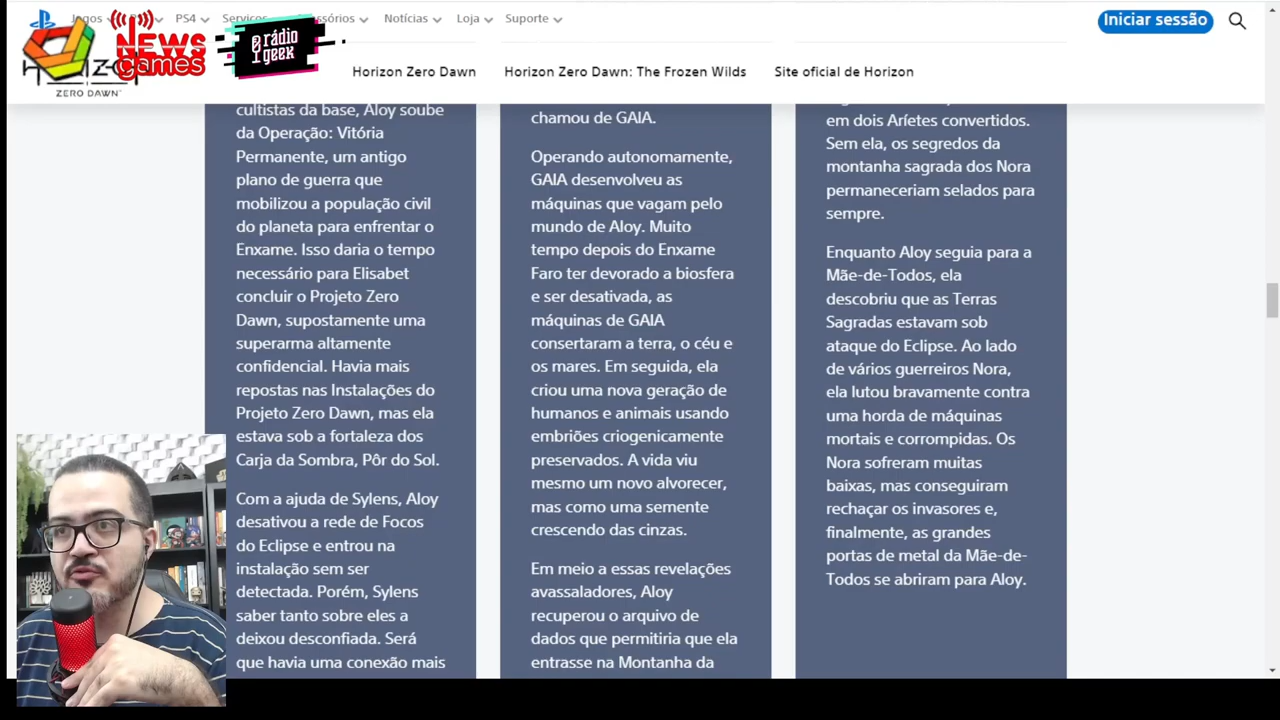 Jogos
PS4
Serviços
Acessórios
Notícias
Loja
Suporte
Iniciar sessão
NEWS
games
rádio
geek
ZERO DAWN™
Horizon Zero Dawn
Horizon Zero Dawn: The Frozen Wilds
Site oficial de Horizon
cultistas da base, Aloy soube
da Operação: Vitória
Permanente, um antigo
plano de guerra que
mobilizou a população civil
do planeta para enfrentar o
Enxame. Isso daria o tempo
necessário para Elisabet
concluir o Projeto Zero
Dawn, supostamente uma
superarma altamente
confidencial. Havia mais
repostas nas Instalações do
Projeto Zero Dawn, mas ela
estava sob a fortaleza dos
Carja da Sombra, Pôr do Sol.
Com a ajuda de Sylens, Aloy
desativou a rede de Focos
do Eclipse e entrou na
instalação sem ser
detectada. Porém, Sylens
saber tanto sobre eles a
deixou desconfiada. Será
que havia uma conexão mais
chamou de GAIA.
Operando autonomamente,
GAIA desenvolveu as
máquinas que vagam pelo
mundo de Aloy. Muito
tempo depois do Enxame
Faro ter devorado a biosfera
e ser desativada, as
máquinas de GAIA
consertaram a terra, o céu e
os mares. Em seguida, ela
criou uma nova geração de
humanos e animais usando
embriões criogenicamente
preservados. A vida viu
mesmo um novo alvorecer,
mas como uma semente
crescendo das cinzas.
Em meio a essas revelações
avassaladores, Aloy
recuperou o arquivo de
dados que permitiria que ela
entrasse na Montanha da
em dois Aríetes convertidos.
Sem ela, os segredos da
montanha sagrada dos Nora
permaneceriam selados para
sempre.
Enquanto Aloy seguia para a
Mãe-de-Todos, ela
descobriu que as Terras
Sagradas estavam sob
ataque do Eclipse. Ao lado
de vários guerreiros Nora,
ela lutou bravamente contra
uma horda de máquinas
mortais e corrompidas. Os
Nora sofreram muitas
baixas, mas conseguiram
rechaçar os invasores e,
finalmente, as grandes
portas de metal da Mãe-de-
Todos se abriram para Aloy.